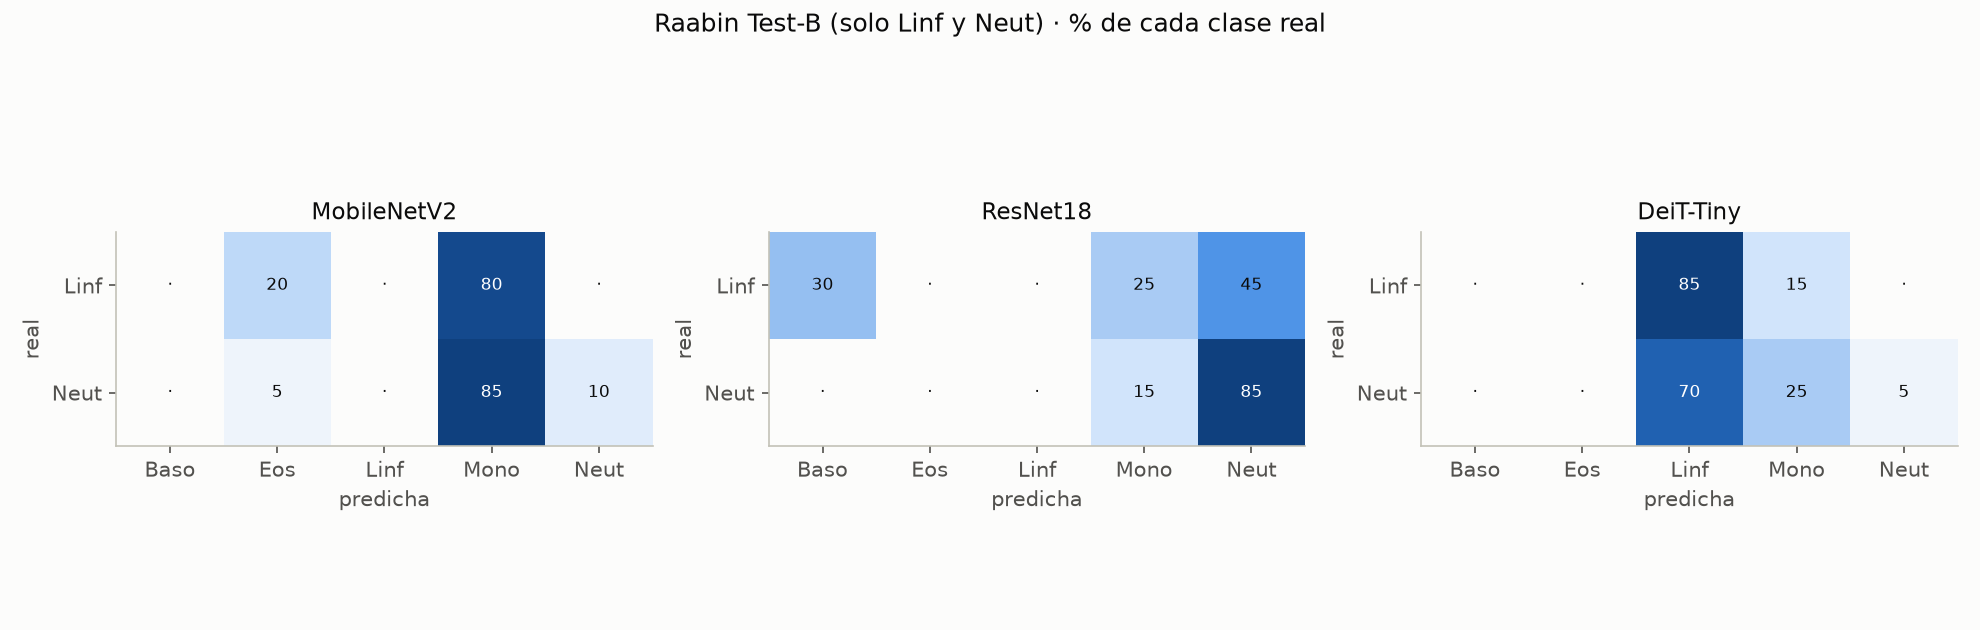 Raabin Test-B (solo Linf y Neut) · % de cada clase real
MobileNetV2
real
Linf · 20 · 80 ·
Neut · 5 · 85 10
Baso Eos Linf Mono Neut
predicha
ResNet18
real
Linf 30 · · 25 45
Neut · · · 15 85
Baso Eos Linf Mono Neut
predicha
DeiT-Tiny
real
Linf · · 85 15 ·
Neut · · 70 25 5
Baso Eos Linf Mono Neut
predicha